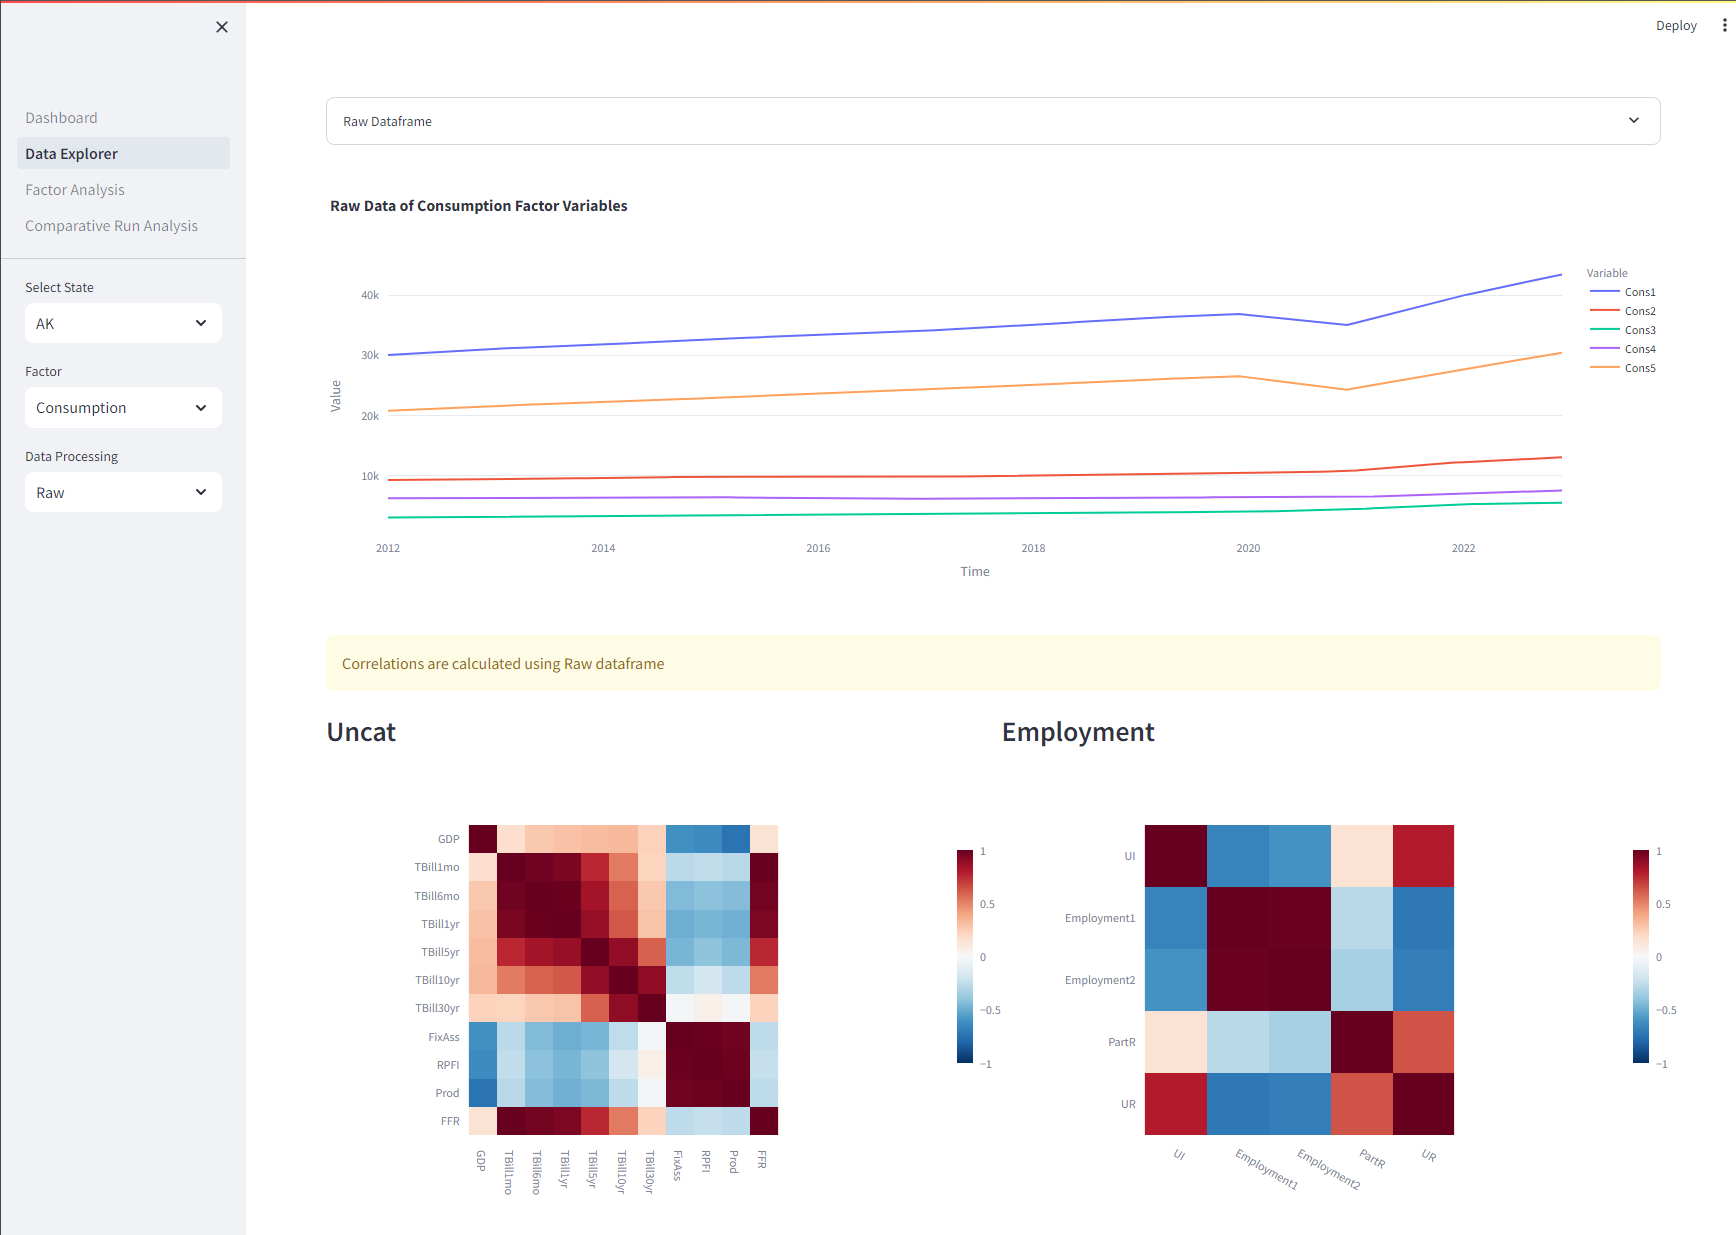 Deploy
Dashboard
Data Explorer
Factor Analysis
Comparative Run Analysis
Select State
AK
Factor
Consumption
Data Processing
Raw
Raw Dataframe
Raw Data of Consumption Factor Variables
Value
40k
30k
20k
10k
2012 2014 2016 2018 2020 2022
Time
Variable
Cons1
Cons2
Cons3
Cons4
Cons5
Correlations are calculated using Raw dataframe
Uncat
GDP
TBill1mo
TBill6mo
TBill1yr
TBill5yr
TBill10yr
TBill30yr
FixAss
RPFI
Prod
FFR
GDP TBill1mo TBill6mo TBill1yr TBill5yr TBill10yr TBill30yr FixAss RPFI Prod FFR
1
0.5
0
−0.5
−1
Employment
UI
Employment1
Employment2
PartR
UR
UI Employment1 Employment2 PartR UR
1
0.5
0
−0.5
−1